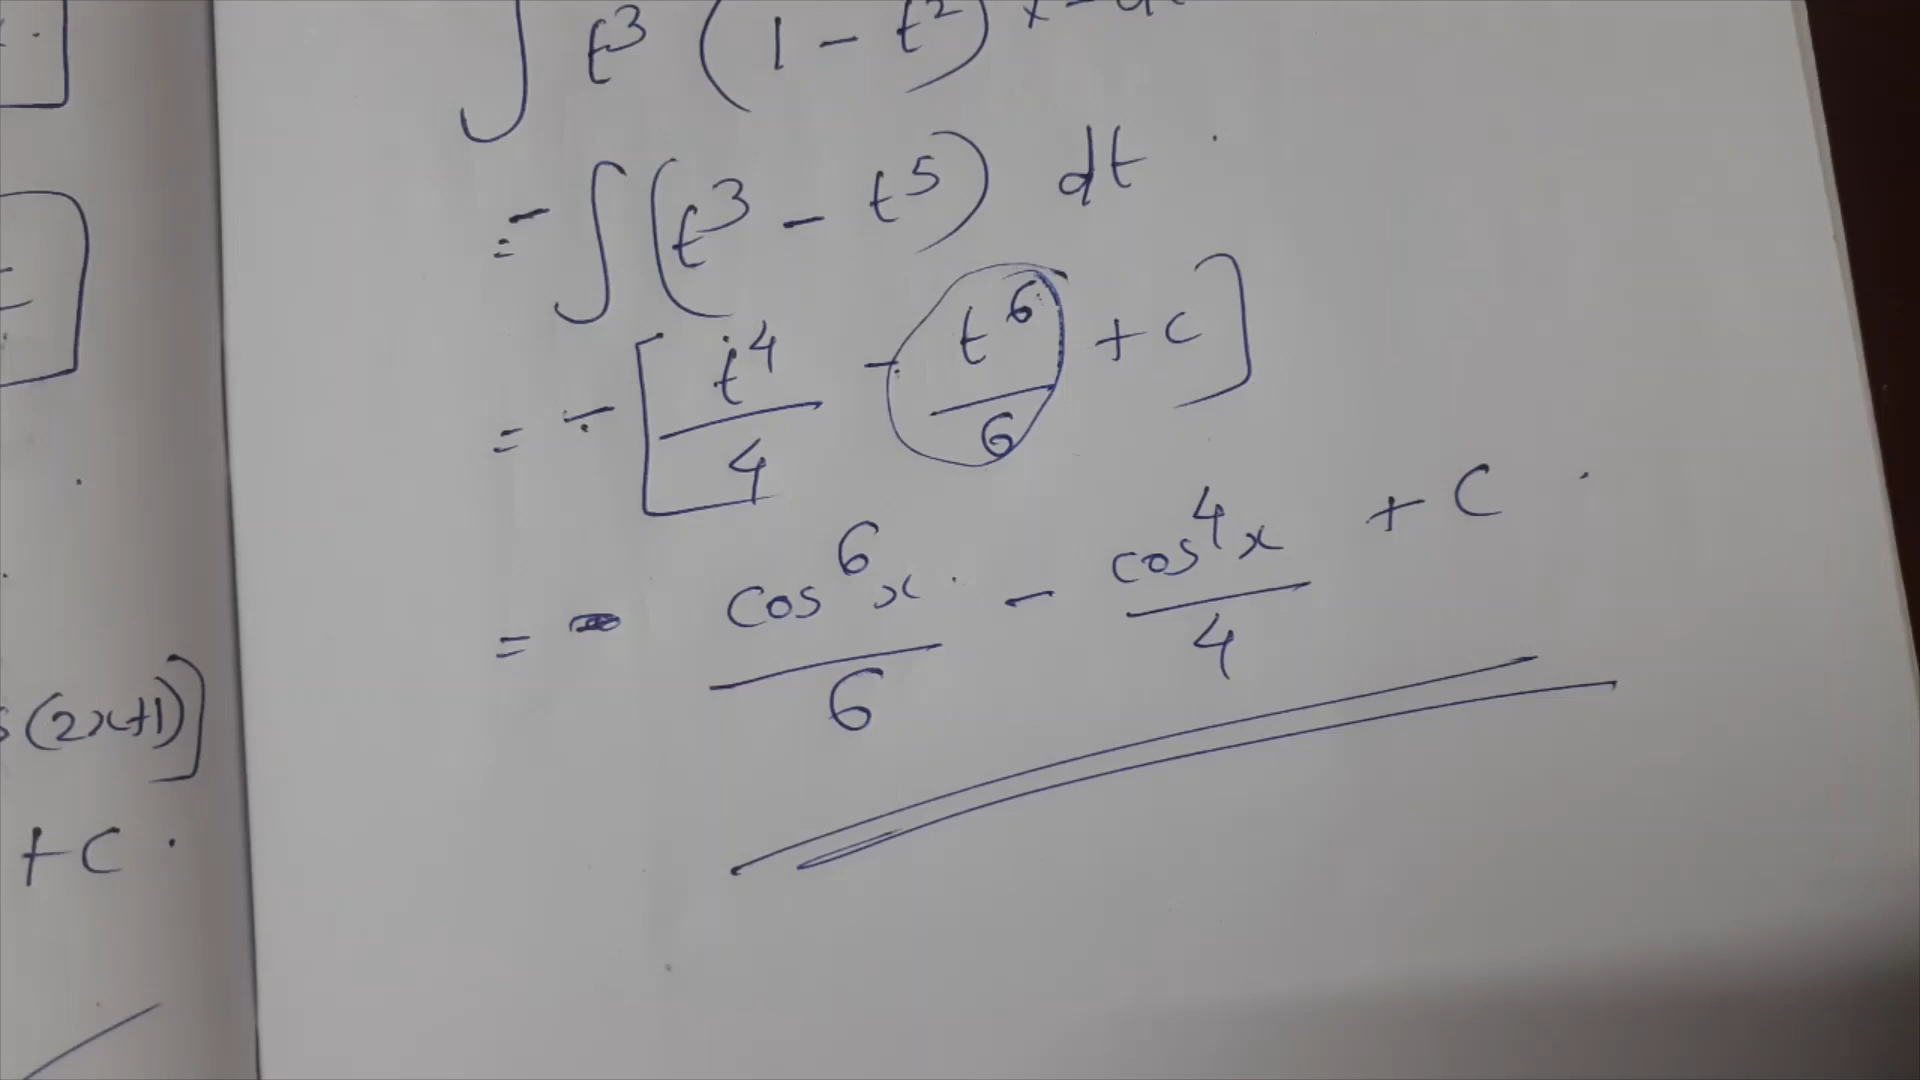 (2x+1)]
+ C .
∫ t³ (1 - t²) x -
= - ∫ (t³ - t⁵) dt
= - [t⁴/4 - t⁶/6 + C]
= cos⁶x/6 - cos⁴x/4 + C